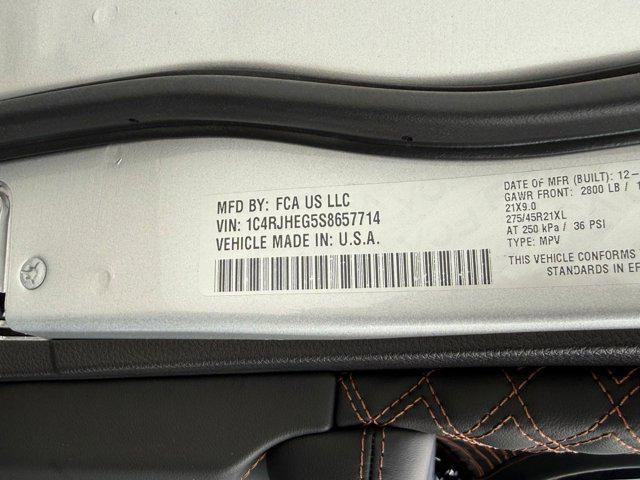 MFD BY: FCA US LLC
VIN: 1C4RJHEG5S8657714
VEHICLE MADE IN: U.S.A.
DATE OF MFR (BUILT): 12-
GAWR FRONT: 2800 LB /
21X9.0
275/45R21XL
AT 250 kPa / 36 PSI
TYPE: MPV
THIS VEHICLE CONFORMS
STANDARDS IN EF